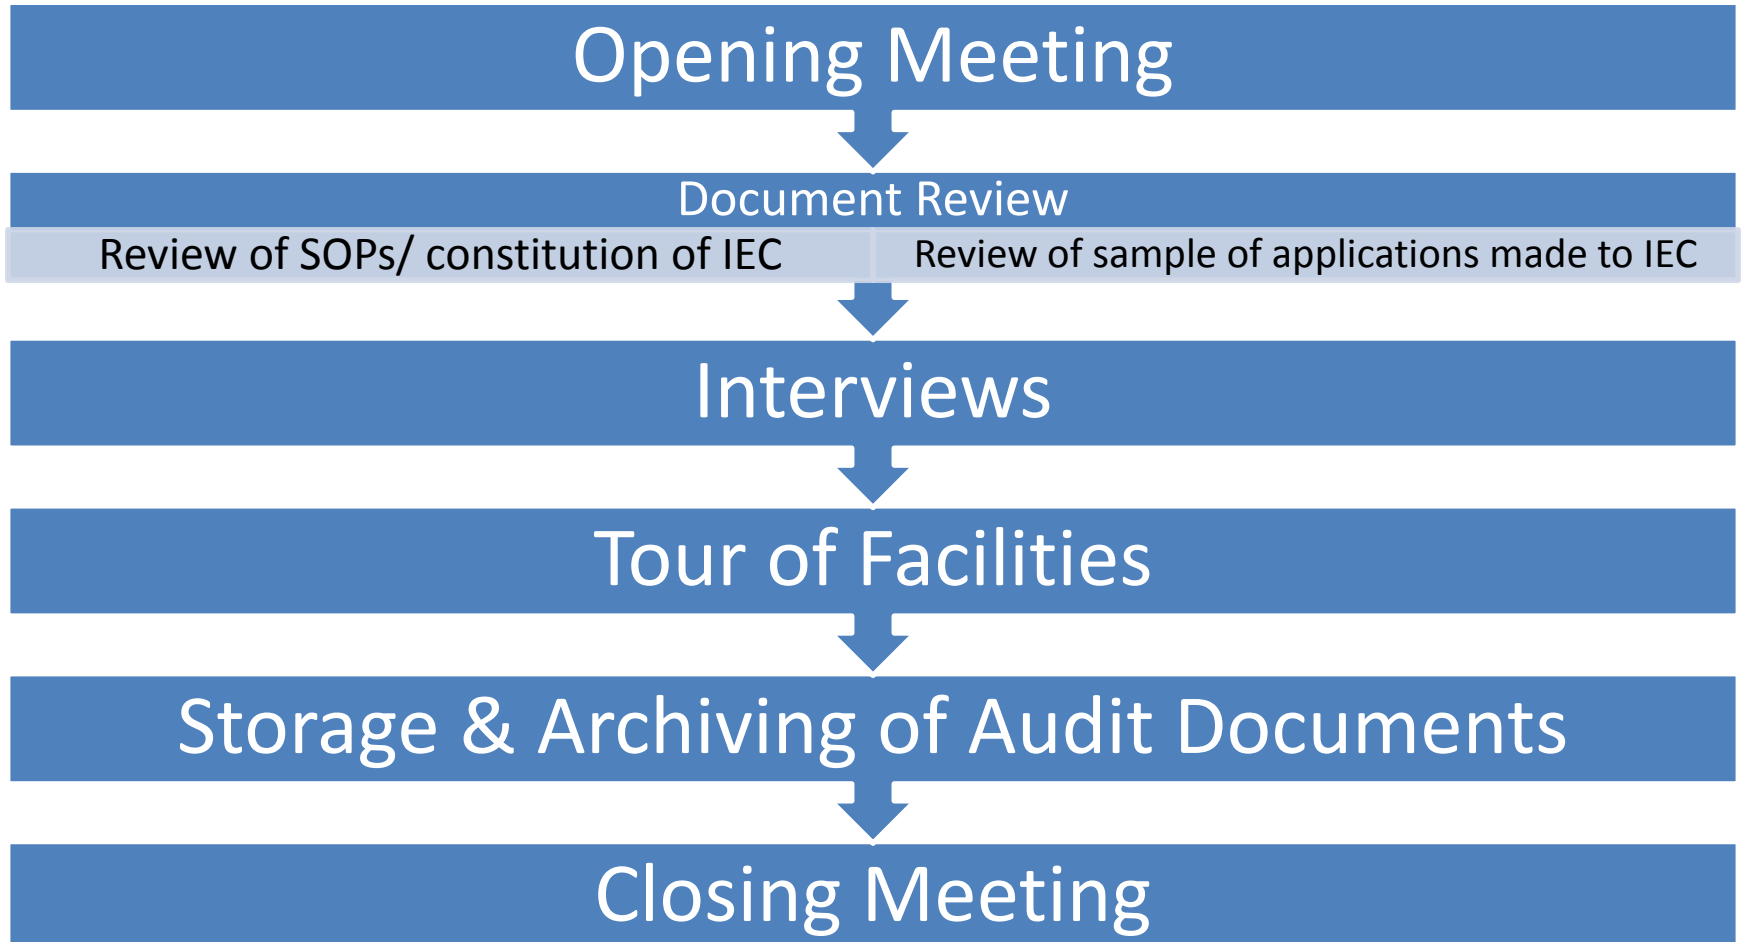 Opening Meeting
Document Review
Review of SOPs/ constitution of IEC
Review of sample of applications made to IEC
Interviews
Tour of Facilities
Storage & Archiving of Audit Documents
Closing Meeting